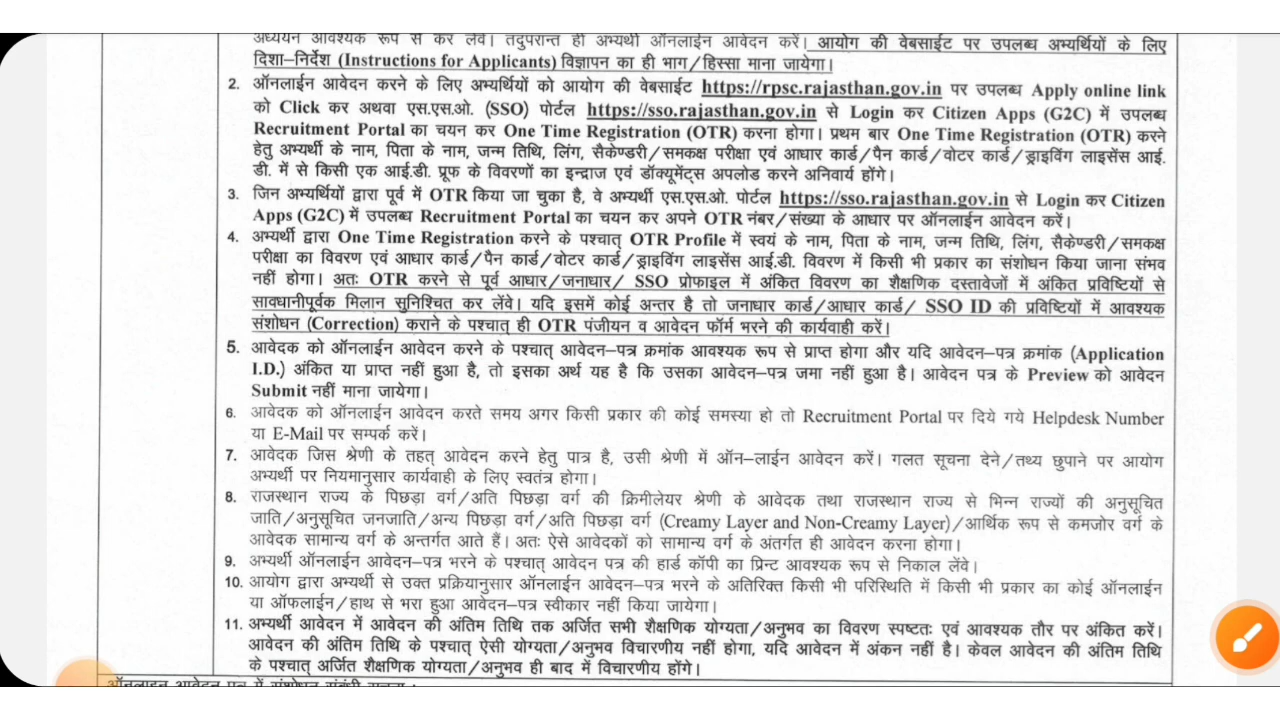 अध्ययन आवश्यक रूप से कर लेवें। तदुपरान्त ही अभ्यर्थी ऑनलाईन आवेदन करें। आयोग की वेबसाईट पर उपलब्ध अभ्यर्थियों के लिए
दिशा–निर्देश (Instructions for Applicants) विज्ञापन का ही भाग/हिस्सा माना जायेगा।
2. ऑनलाईन आवेदन करने के लिए अभ्यर्थियों को आयोग की वेबसाईट https://rpsc.rajasthan.gov.in पर उपलब्ध Apply online link
को Click कर अथवा एस.एस.ओ. (SSO) पोर्टल https://sso.rajasthan.gov.in से Login कर Citizen Apps (G2C) में उपलब्ध
Recruitment Portal का चयन कर One Time Registration (OTR) करना होगा। प्रथम बार One Time Registration (OTR) करने
हेतु अभ्यर्थी के नाम, पिता के नाम, जन्म तिथि, लिंग, सैकेण्डरी/समकक्ष परीक्षा एवं आधार कार्ड/पैन कार्ड/वोटर कार्ड/ड्राइविंग लाइसेंस आई.
डी. में से किसी एक आई.डी. प्रूफ के विवरणों का इन्द्राज एवं डॉक्यूमेंट्स अपलोड करने अनिवार्य होंगे।
3. जिन अभ्यर्थियों द्वारा पूर्व में OTR किया जा चुका है, वे अभ्यर्थी एस.एस.ओ. पोर्टल https://sso.rajasthan.gov.in से Login कर Citizen
Apps (G2C) में उपलब्ध Recruitment Portal का चयन कर अपने OTR नंबर/संख्या के आधार पर ऑनलाईन आवेदन करें।
4. अभ्यर्थी द्वारा One Time Registration करने के पश्चात् OTR Profile में स्वयं के नाम, पिता के नाम, जन्म तिथि, लिंग, सैकेण्डरी/समकक्ष
परीक्षा का विवरण एवं आधार कार्ड/पैन कार्ड/वोटर कार्ड/ड्राइविंग लाइसेंस आई.डी. विवरण में किसी भी प्रकार का संशोधन किया जाना संभव
नहीं होगा। अतः OTR करने से पूर्व आधार/जनाधार/ SSO प्रोफाइल में अंकित विवरण का शैक्षणिक दस्तावेजों में अंकित प्रविष्टियों से
सावधानीपूर्वक मिलान सुनिश्चित कर लेंवे। यदि इसमें कोई अन्तर है तो जनाधार कार्ड/आधार कार्ड/ SSO ID की प्रविष्टियों में आवश्यक
संशोधन (Correction) कराने के पश्चात् ही OTR पंजीयन व आवेदन फॉर्म भरने की कार्यवाही करें।
5. आवेदक को ऑनलाईन आवेदन करने के पश्चात् आवेदन–पत्र क्रमांक आवश्यक रूप से प्राप्त होगा और यदि आवेदन–पत्र क्रमांक (Application
I.D.) अंकित या प्राप्त नहीं हुआ है, तो इसका अर्थ यह है कि उसका आवेदन–पत्र जमा नहीं हुआ है। आवेदन पत्र के Preview को आवेदन
Submit नहीं माना जायेगा।
6. आवेदक को ऑनलाईन आवेदन करते समय अगर किसी प्रकार की कोई समस्या हो तो Recruitment Portal पर दिये गये Helpdesk Number
या E-Mail पर सम्पर्क करें।
7. आवेदक जिस श्रेणी के तहत् आवेदन करने हेतु पात्र है, उसी श्रेणी में ऑन–लाईन आवेदन करें। गलत सूचना देने/तथ्य छुपाने पर आयोग
अभ्यर्थी पर नियमानुसार कार्यवाही के लिए स्वतंत्र होगा।
8. राजस्थान राज्य के पिछड़ा वर्ग/अति पिछड़ा वर्ग की क्रिमीलेयर श्रेणी के आवेदक तथा राजस्थान राज्य से भिन्न राज्यों की अनुसूचित
जाति/अनुसूचित जनजाति/अन्य पिछड़ा वर्ग/अति पिछड़ा वर्ग (Creamy Layer and Non-Creamy Layer)/आर्थिक रूप से कमजोर वर्ग के
आवेदक सामान्य वर्ग के अन्तर्गत आते हैं। अतः ऐसे आवेदकों को सामान्य वर्ग के अंतर्गत ही आवेदन करना होगा।
9. अभ्यर्थी ऑनलाईन आवेदन–पत्र भरने के पश्चात् आवेदन पत्र की हार्ड कॉपी का प्रिन्ट आवश्यक रूप से निकाल लेंवे।
10. आयोग द्वारा अभ्यर्थी से उक्त प्रक्रियानुसार ऑनलाईन आवेदन–पत्र भरने के अतिरिक्त किसी भी परिस्थिति में किसी भी प्रकार का कोई ऑनलाईन
या ऑफलाईन/हाथ से भरा हुआ आवेदन–पत्र स्वीकार नहीं किया जायेगा।
11. अभ्यर्थी आवेदन में आवेदन की अंतिम तिथि तक अर्जित सभी शैक्षणिक योग्यता/अनुभव का विवरण स्पष्टतः एवं आवश्यक तौर पर अंकित करें।
आवेदन की अंतिम तिथि के पश्चात् ऐसी योग्यता/अनुभव विचारणीय नहीं होगा, यदि आवेदन में अंकन नहीं है। केवल आवेदन की अंतिम तिथि
के पश्चात् अर्जित शैक्षणिक योग्यता/अनुभव ही बाद में विचारणीय होंगे।
ऑनलाइन आवेदन पत्र में संशोधन संबंधी